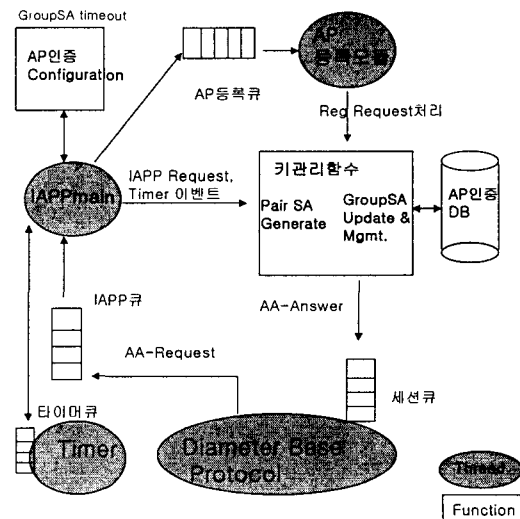 GroupSA timeout
AP인증
Configuration
AP등록큐
AP
등록모듈
Reg Request처리
IAPPmain
IAPP Request,
Timer 이벤트
키관리함수
Pair SA
Generate
GroupSA
Update &
Mgmt.
AP인증
DB
IAPP큐
AA-Request
AA-Answer
세션큐
타이머큐
Timer
Diameter Base
Protocol
Thread
Function